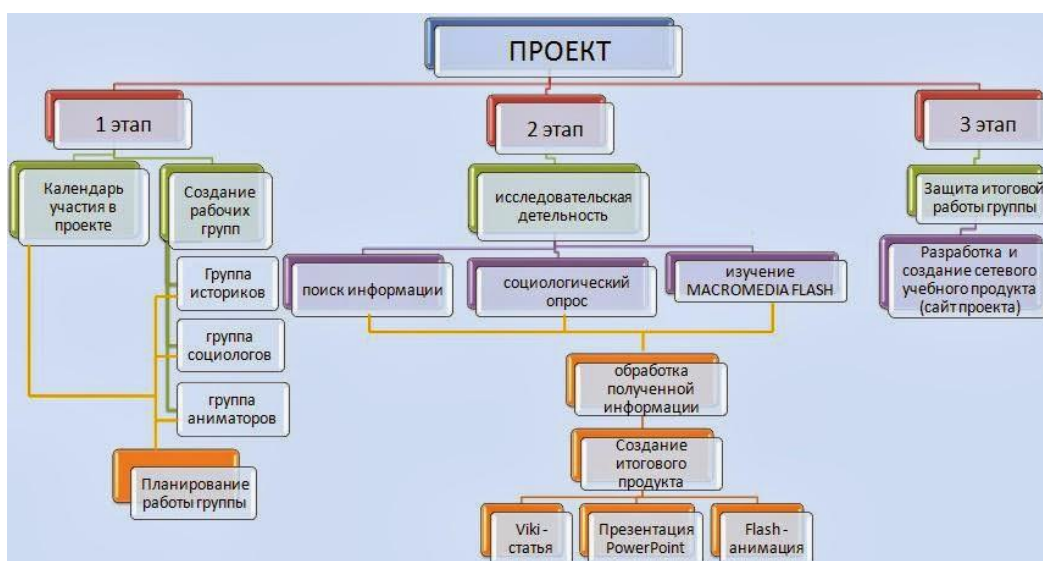 ПРОЕКТ
1 этап
Календарь
участия в
проекте
Создание
рабочих
групп
Группа
историков
группа
социологов
группа
аниматоров
Планирование
работы группы
2 этап
исследовательская
детельность
поиск информации
социологический
опрос
изучение
MACROMEDIA FLASH
обработка
полученной
информации
Создание
итогового
продукта
Viki -
статья
Презентация
PowerPoint
Flash -
анимация
3 этап
Защита итоговой
работы группы
Разработка и
создание сетевого
учебного продукта
(сайт проекта)